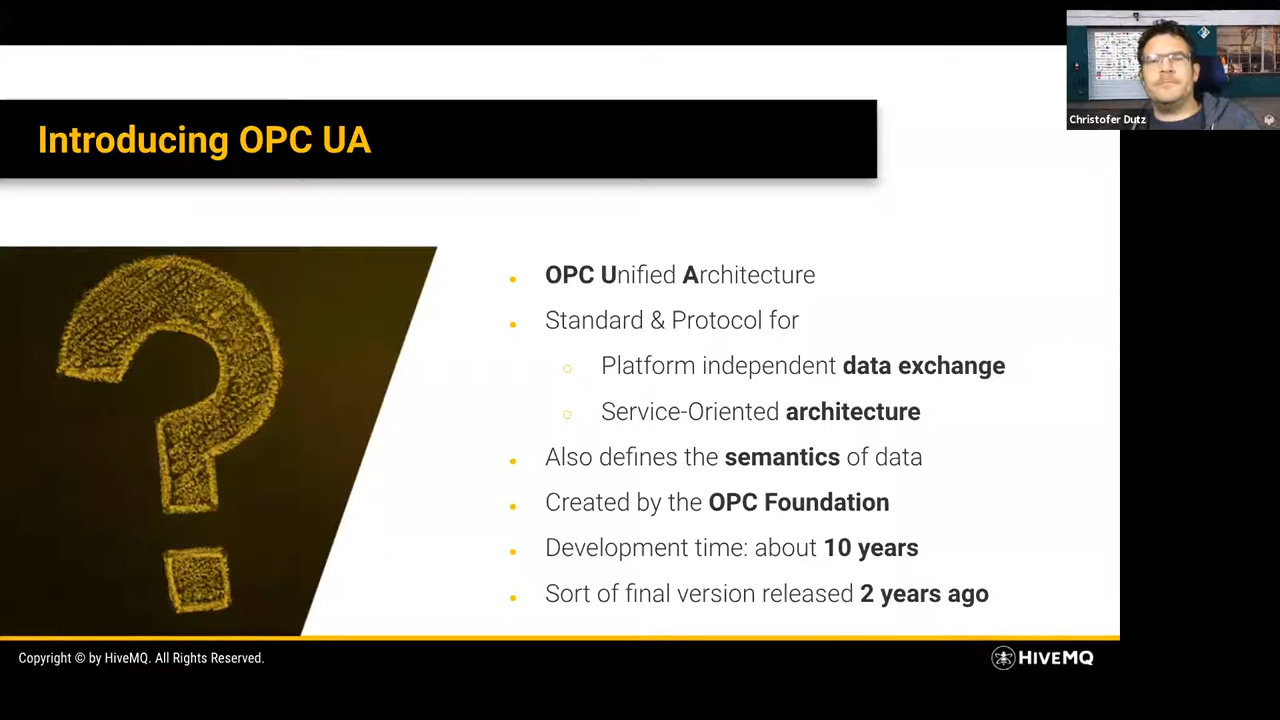 Introducing OPC UA
Christofer Dutz
OPC Unified Architecture
Standard & Protocol for
Platform independent data exchange
Service-Oriented architecture
Also defines the semantics of data
Created by the OPC Foundation
Development time: about 10 years
Sort of final version released 2 years ago
Copyright © by HiveMQ. All Rights Reserved.
HIVEMQ